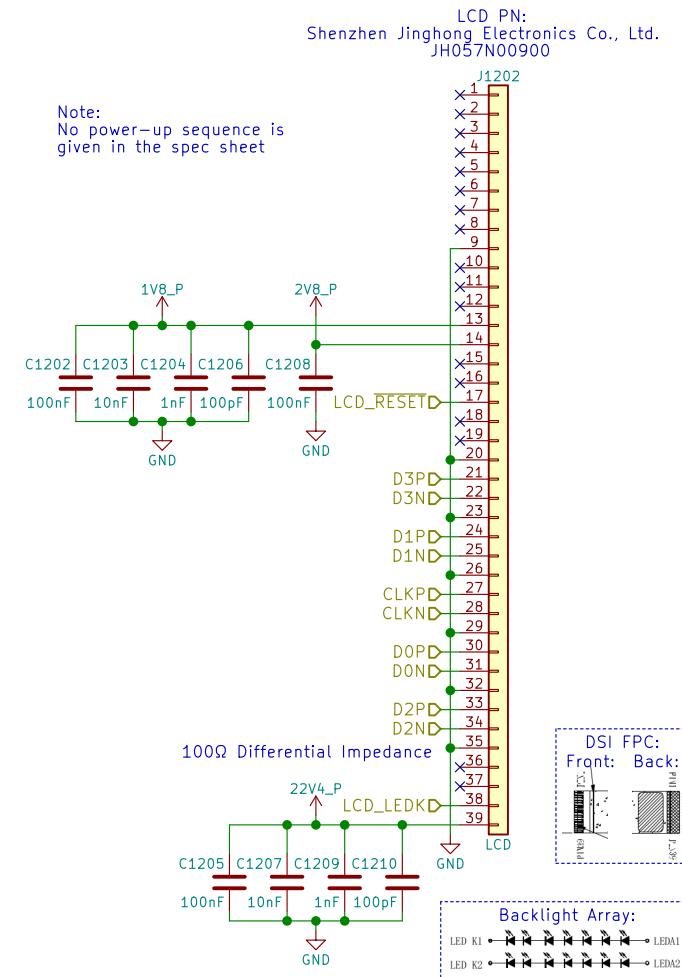 LCD PN:
Shenzhen Jinghong Electronics Co., Ltd.
JH057N00900
J1202
Note:
No power-up sequence is
given in the spec sheet
1
2
3
4
5
6
7
8
9
10
11
12
13
14
15
16
17
18
19
20
21
22
23
24
25
26
27
28
29
30
31
32
33
34
35
36
37
38
39
1V8_P
2V8_P
C1202 C1203 C1204 C1206 C1208
100nF 10nF 1nF 100pF 100nF
LCD_RESET
GND
GND
D3P
D3N
D1P
D1N
CLKP
CLKN
D0P
D0N
D2P
D2N
100Ω Differential Impedance
22V4_P
LCD_LEDK
GND
LCD
C1205 C1207 C1209 C1210
100nF 10nF 1nF 100pF
GND
DSI FPC:
Front: Back:
PIN1
PIN39
Backlight Array:
LED K1 LEDA1
LED K2 LEDA2